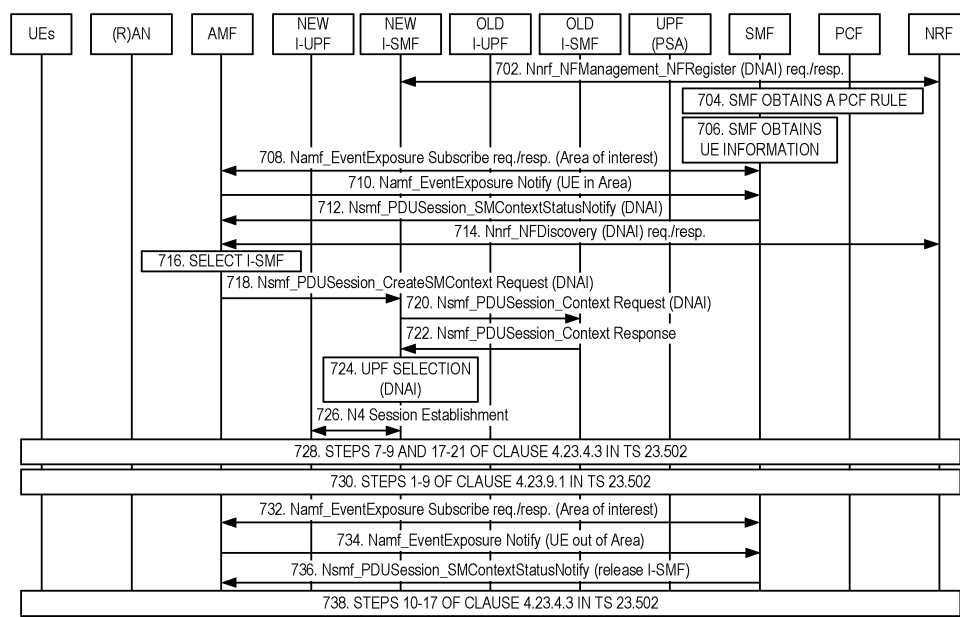 UEs
(R)AN
AMF
NEW
I-UPF
NEW
I-SMF
OLD
I-UPF
OLD
I-SMF
UPF
(PSA)
SMF
PCF
NRF
702. Nnrf_NFManagement_NFRegister (DNAI) req./resp.
704. SMF OBTAINS A PCF RULE
706. SMF OBTAINS
UE INFORMATION
708. Namf_EventExposure Subscribe req./resp. (Area of interest)
710. Namf_EventExposure Notify (UE in Area)
712. Nsmf_PDUSession_SMContextStatusNotify (DNAI)
714. Nnrf_NFDiscovery (DNAI) req./resp.
716. SELECT I-SMF
718. Nsmf_PDUSession_CreateSMContext Request (DNAI)
720. Nsmf_PDUSession_Context Request (DNAI)
722. Nsmf_PDUSession_Context Response
724. UPF SELECTION
(DNAI)
726. N4 Session Establishment
728. STEPS 7-9 AND 17-21 OF CLAUSE 4.23.4.3 IN TS 23.502
730. STEPS 1-9 OF CLAUSE 4.23.9.1 IN TS 23.502
732. Namf_EventExposure Subscribe req./resp. (Area of interest)
734. Namf_EventExposure Notify (UE out of Area)
736. Nsmf_PDUSession_SMContextStatusNotify (release I-SMF)
738. STEPS 10-17 OF CLAUSE 4.23.4.3 IN TS 23.502